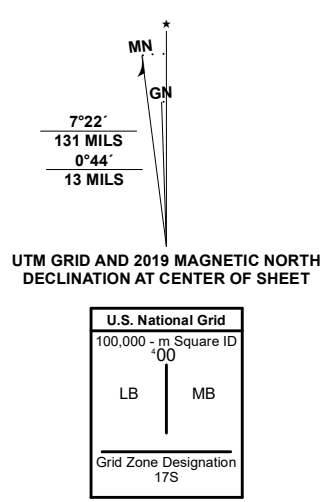 ★
MN
GN
7°22´
131 MILS
0°44´
13 MILS
UTM GRID AND 2019 MAGNETIC NORTH
DECLINATION AT CENTER OF SHEET
U.S. National Grid
100,000 - m Square ID
⁴00
LB MB
Grid Zone Designation
17S